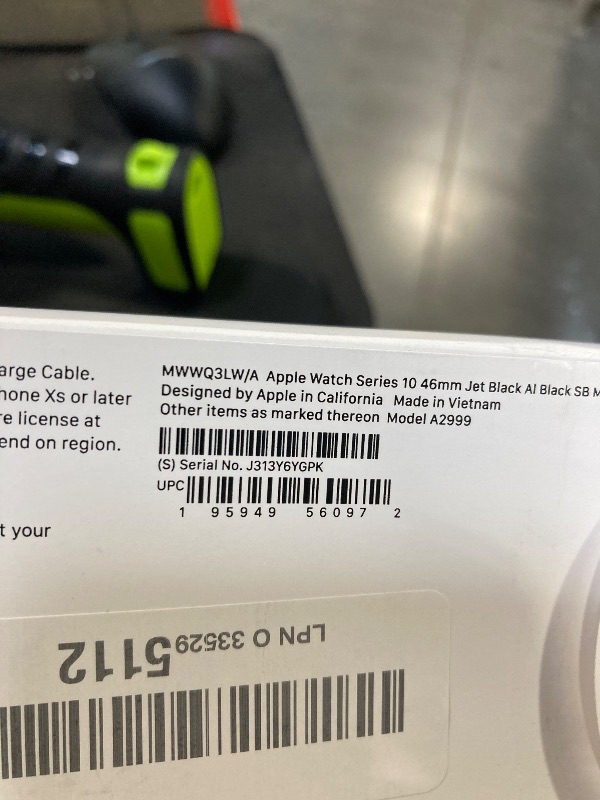 arge Cable.
hone Xs or later
re license at
end on region.
t your
MWWQ3LW/A Apple Watch Series 10 46mm Jet Black Al Black SB M
Designed by Apple in California Made in Vietnam
Other items as marked thereon Model A2999
(S) Serial No. J313Y6YGPK
UPC
1 95949 56097 2
LPN O 335295112